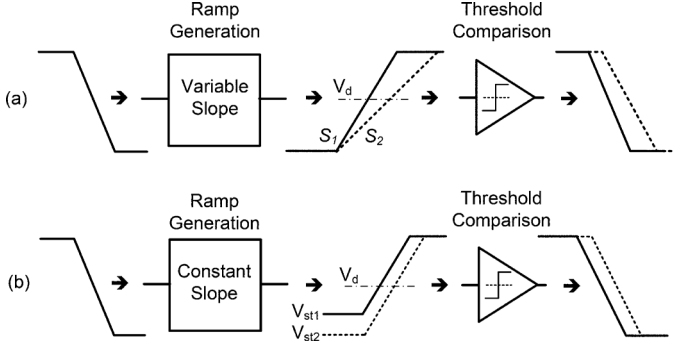 Ramp
Generation
Threshold
Comparison
(a)
Variable
Slope
V_d
S_1
S_2
Ramp
Generation
Threshold
Comparison
(b)
Constant
Slope
V_d
V_st1
V_st2